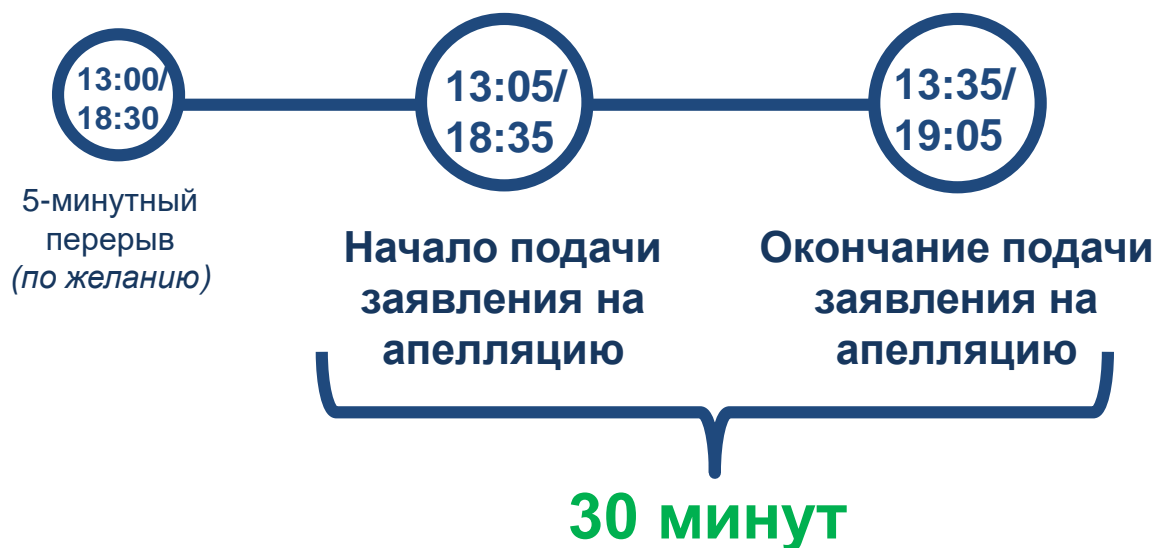 13:00/
18:30
13:05/
18:35
13:35/
19:05
5-минутный
перерыв
(по желанию)
Начало подачи
заявления на
апелляцию
Окончание подачи
заявления на
апелляцию
30 минут